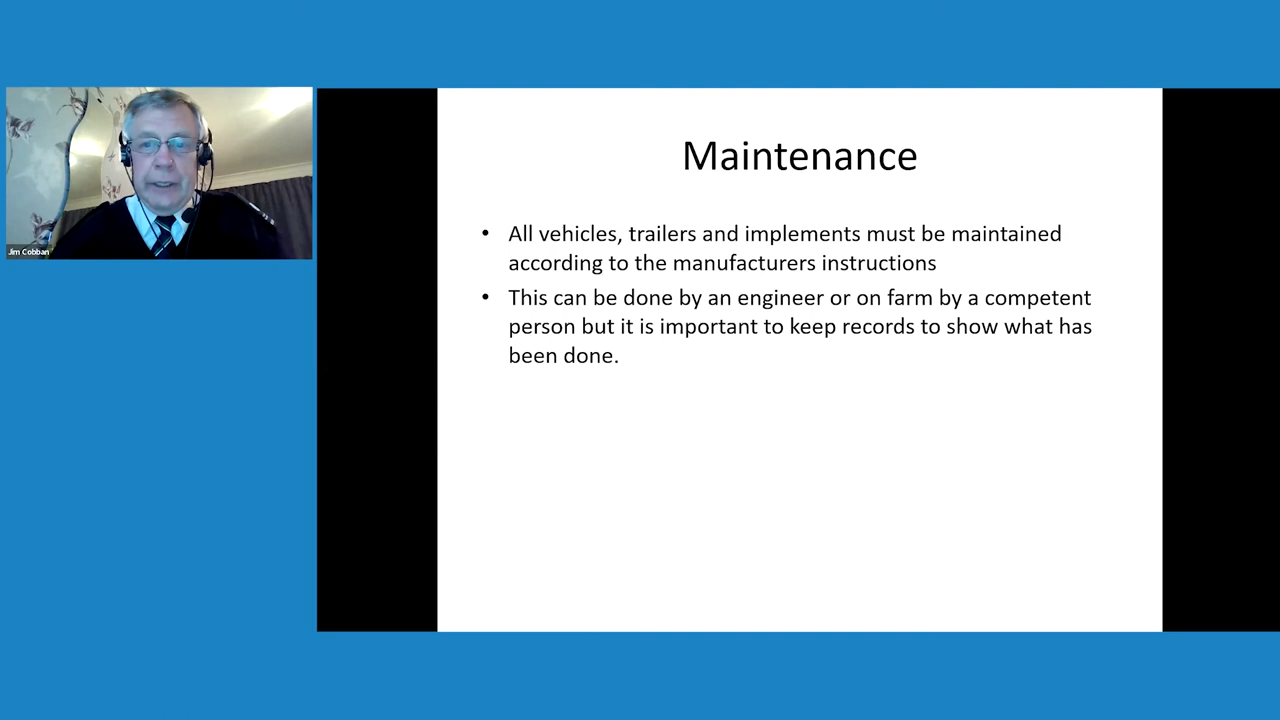 Jim Cobban
Maintenance
• All vehicles, trailers and implements must be maintained
according to the manufacturers instructions
• This can be done by an engineer or on farm by a competent
person but it is important to keep records to show what has
been done.